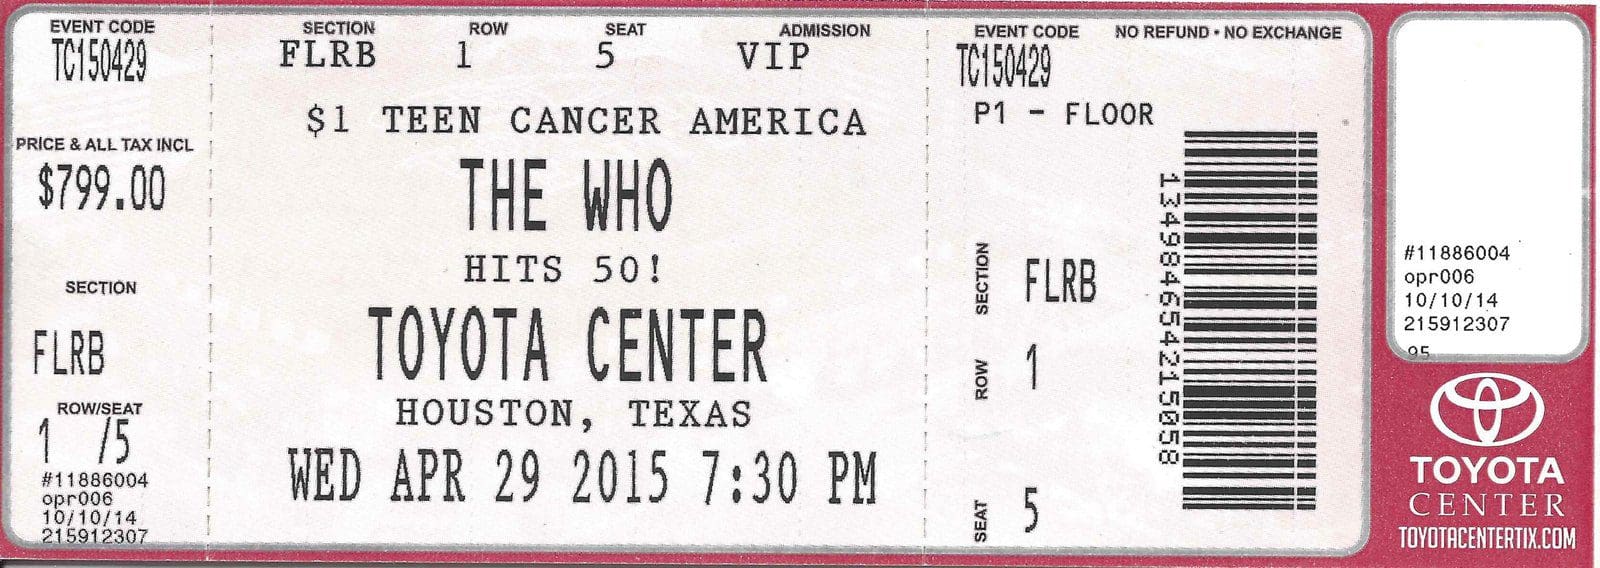 EVENT CODE
TC150429
PRICE & ALL TAX INCL
$799.00
SECTION
FLRB
ROW/SEAT
1 /5
#11886004
opr006
10/10/14
215912307
SECTION ROW SEAT ADMISSION
FLRB 1 5 VIP
$1 TEEN CANCER AMERICA
THE WHO
HITS 50!
TOYOTA CENTER
HOUSTON, TEXAS
WED APR 29 2015 7:30 PM
EVENT CODE NO REFUND • NO EXCHANGE
TC150429
P1 - FLOOR
SECTION FLRB
ROW 1
SEAT 5
134984654215058
#11886004
opr006
10/10/14
215912307
95
TOYOTA
CENTER
TOYOTACENTERTIX.COM